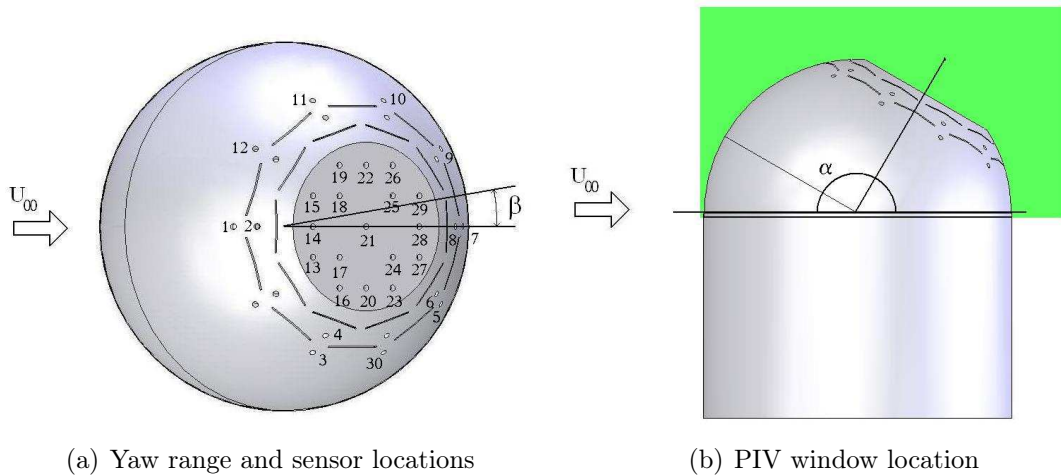 11 10
12 9
19 22 26
U∞
15 18 25 29 β
1 2 14 21 28 8 7
13 17 24 27
16 20 23 6
5
4
3 30
U∞
α
(a) Yaw range and sensor locations
(b) PIV window location